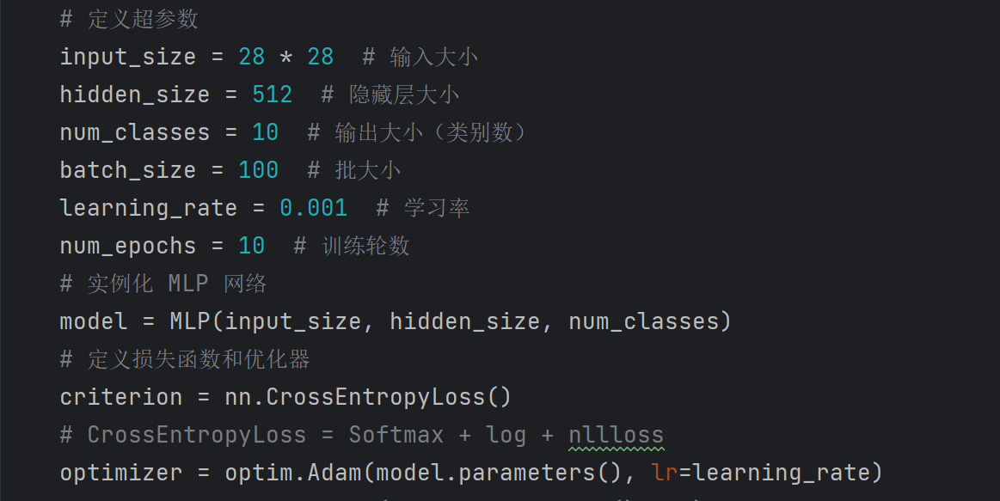 # 定义超参数
input_size = 28 * 28  # 输入大小
hidden_size = 512  # 隐藏层大小
num_classes = 10  # 输出大小（类别数）
batch_size = 100  # 批大小
learning_rate = 0.001  # 学习率
num_epochs = 10  # 训练轮数
# 实例化 MLP 网络
model = MLP(input_size, hidden_size, num_classes)
# 定义损失函数和优化器
criterion = nn.CrossEntropyLoss()
# CrossEntropyLoss = Softmax + log + nllloss
optimizer = optim.Adam(model.parameters(), lr=learning_rate)